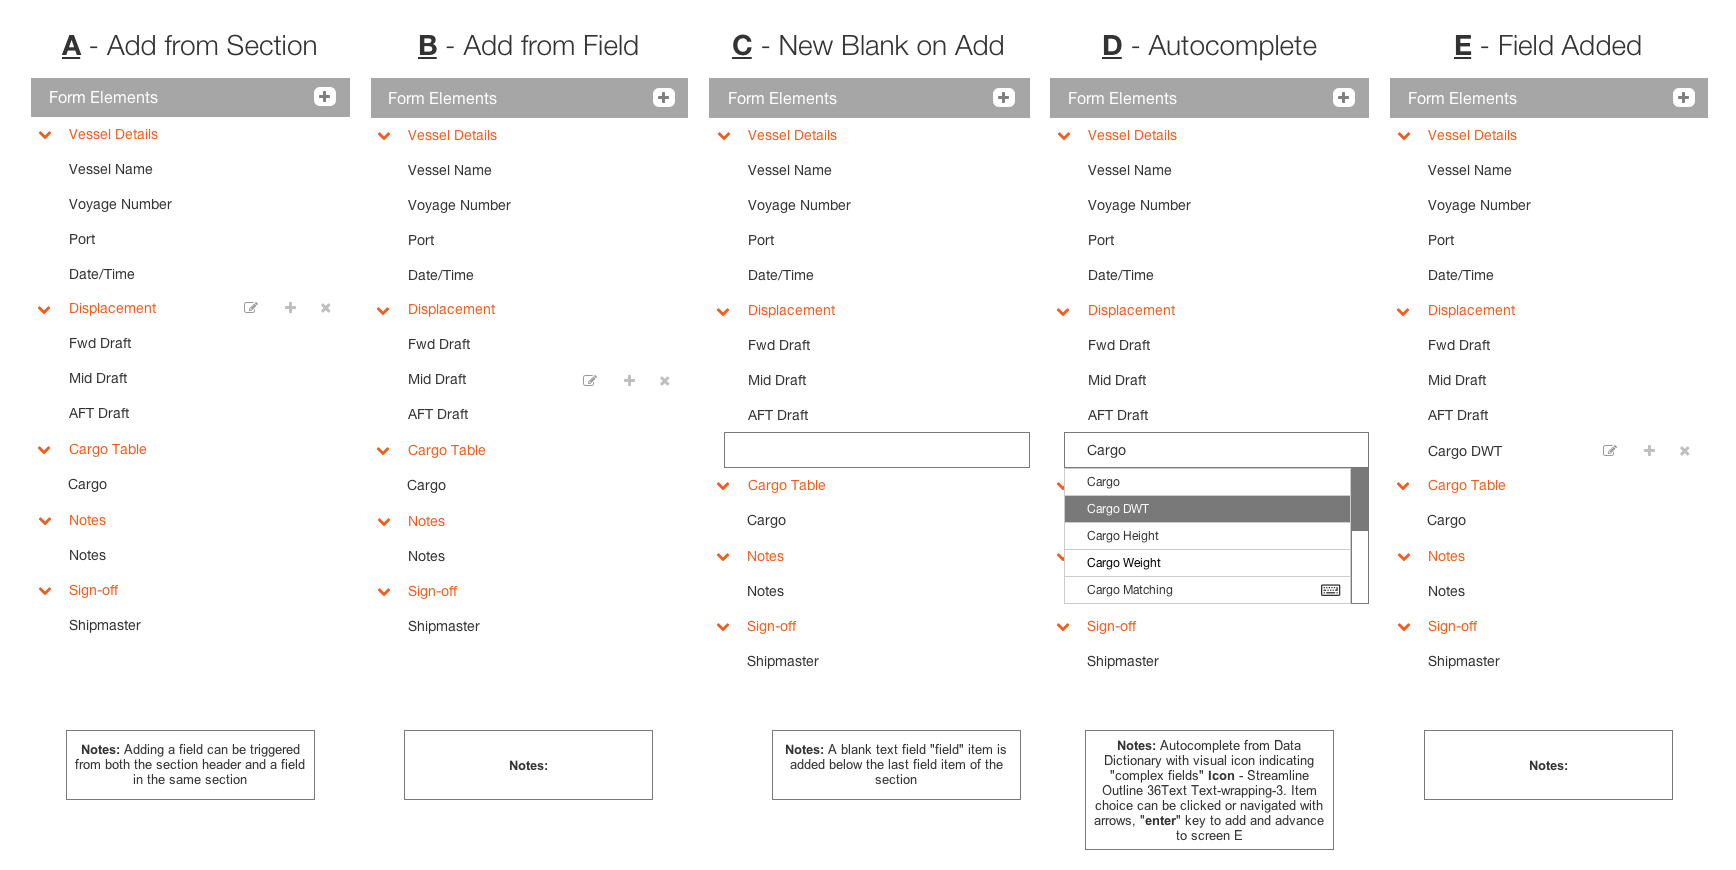 A - Add from Section
Form Elements
Vessel Details
Vessel Name
Voyage Number
Port
Date/Time
Displacement
Fwd Draft
Mid Draft
AFT Draft
Cargo Table
Cargo
Notes
Notes
Sign-off
Shipmaster
Notes: Adding a field can be triggered
from both the section header and a field
in the same section
B - Add from Field
Form Elements
Vessel Details
Vessel Name
Voyage Number
Port
Date/Time
Displacement
Fwd Draft
Mid Draft
AFT Draft
Cargo Table
Cargo
Notes
Notes
Sign-off
Shipmaster
Notes:
C - New Blank on Add
Form Elements
Vessel Details
Vessel Name
Voyage Number
Port
Date/Time
Displacement
Fwd Draft
Mid Draft
AFT Draft
Cargo Table
Cargo
Notes
Notes
Sign-off
Shipmaster
Notes: A blank text field "field" item is
added below the last field item of the
section
D - Autocomplete
Form Elements
Vessel Details
Vessel Name
Voyage Number
Port
Date/Time
Displacement
Fwd Draft
Mid Draft
AFT Draft
Cargo
Cargo
Cargo DWT
Cargo Height
Cargo Weight
Cargo Matching
Sign-off
Shipmaster
Notes: Autocomplete from Data
Dictionary with visual icon indicating
"complex fields" Icon - Streamline
Outline 36Text Text-wrapping-3. Item
choice can be clicked or navigated with
arrows, "enter" key to add and advance
to screen E
E - Field Added
Form Elements
Vessel Details
Vessel Name
Voyage Number
Port
Date/Time
Displacement
Fwd Draft
Mid Draft
AFT Draft
Cargo DWT
Cargo Table
Cargo
Notes
Notes
Sign-off
Shipmaster
Notes: